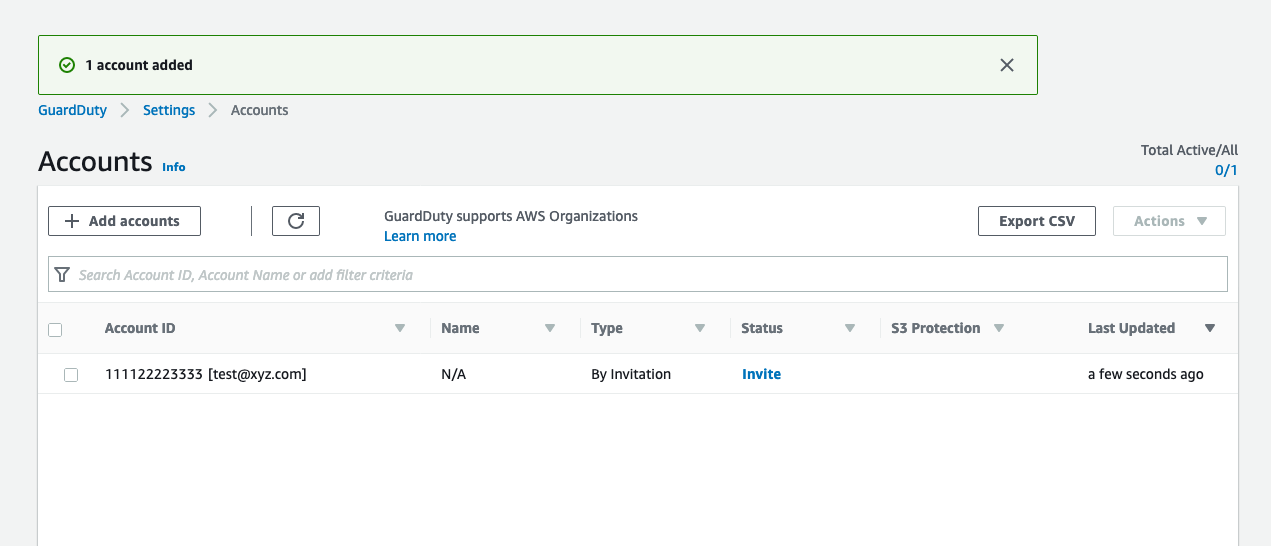 1 account added
GuardDuty Settings Accounts
Accounts Info
Total Active/All
0/1
Add accounts
GuardDuty supports AWS Organizations
Learn more
Export CSV
Actions
Search Account ID, Account Name or add filter criteria
Account ID Name Type Status S3 Protection Last Updated
111122223333 [test@xyz.com] N/A By Invitation Invite a few seconds ago